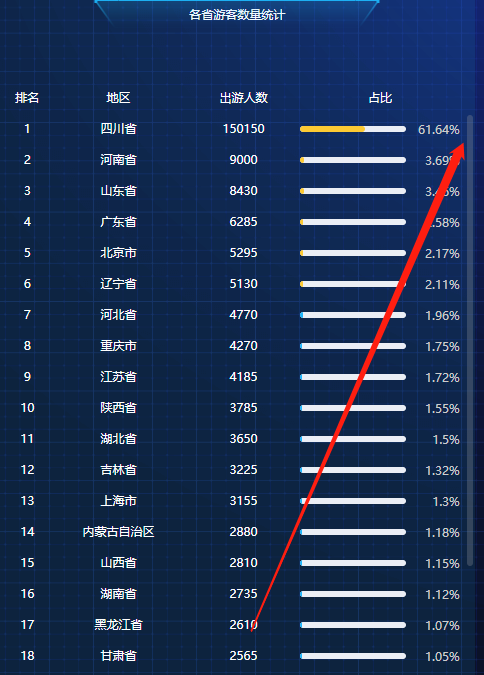 各省游客数量统计
排名 地区 出游人数 占比
1 四川省 150150 61.64%
2 河南省 9000 3.69%
3 山东省 8430
4 广东省 6285 2.58%
5 北京市 5295 2.17%
6 辽宁省 5130 2.11%
7 河北省 4770 1.96%
8 重庆市 4270 1.75%
9 江苏省 4185 1.72%
10 陕西省 3785 1.55%
11 湖北省 3650 1.5%
12 吉林省 3225 1.32%
13 上海市 3155 1.3%
14 内蒙古自治区 2880 1.18%
15 山西省 2810 1.15%
16 湖南省 2735 1.12%
17 黑龙江省 2610 1.07%
18 甘肃省 2565 1.05%